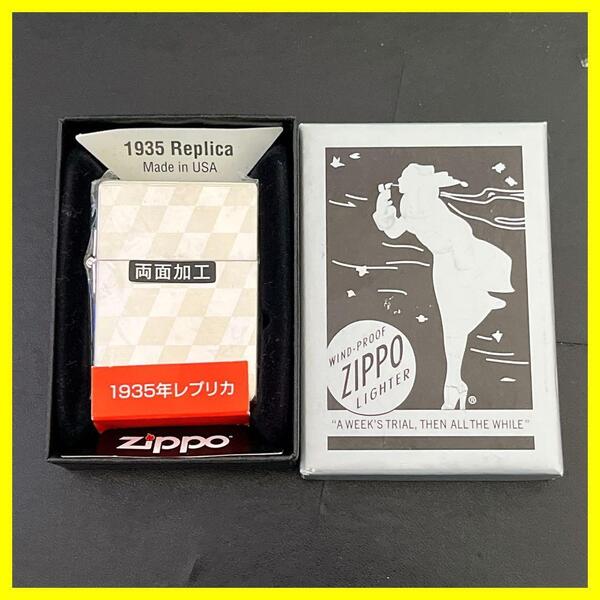 1935 Replica
Made in USA
両面加工
1935年レプリカ
zippo
WIND-PROOF
ZIPPO
LIGHTER
®
"A WEEK'S TRIAL, THEN ALL THE WHILE"